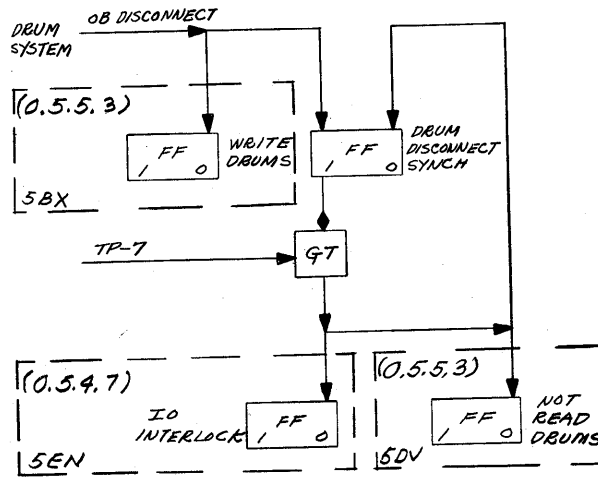 OB DISCONNECT
DRUM
SYSTEM
(0.5.5.3)
FF
1 0
WRITE
DRUMS
5BX
FF
1 0
DRUM
DISCONNECT
SYNCH
TP-7
GT
(0.5.4.7)
IO
INTERLOCK
FF
1 0
5EN
(0.5.5,3)
FF
1 0
NOT
READ
DRUMS
5DV